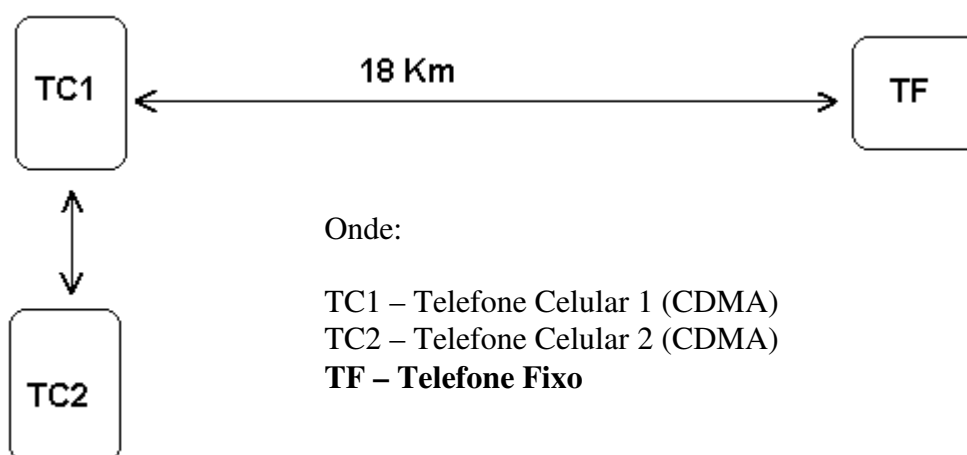 TC1
18 Km
TF
Onde:
TC1 – Telefone Celular 1 (CDMA)
TC2 – Telefone Celular 2 (CDMA)
TF – Telefone Fixo
TC2